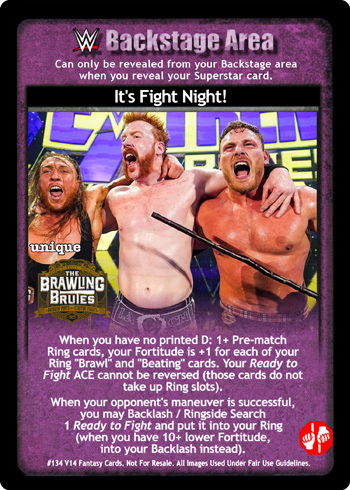 W Backstage Area
Can only be revealed from your Backstage area
when you reveal your Superstar card.
It's Fight Night!
unique
THE
BRAWLING
BRUTES
When you have no printed D: 1+ Pre-match
Ring cards, your Fortitude is +1 for each of your
Ring "Brawl" and "Beating" cards. Your Ready to
Fight ACE cannot be reversed (those cards do not
take up Ring slots).
When your opponent's maneuver is successful,
you may Backlash / Ringside Search
1 Ready to Fight and put it into your Ring
(when you have 10+ lower Fortitude,
into your Backlash instead).
#134 V14 Fantasy Cards. Not For Resale. All Images Used Under Fair Use Guidelines.